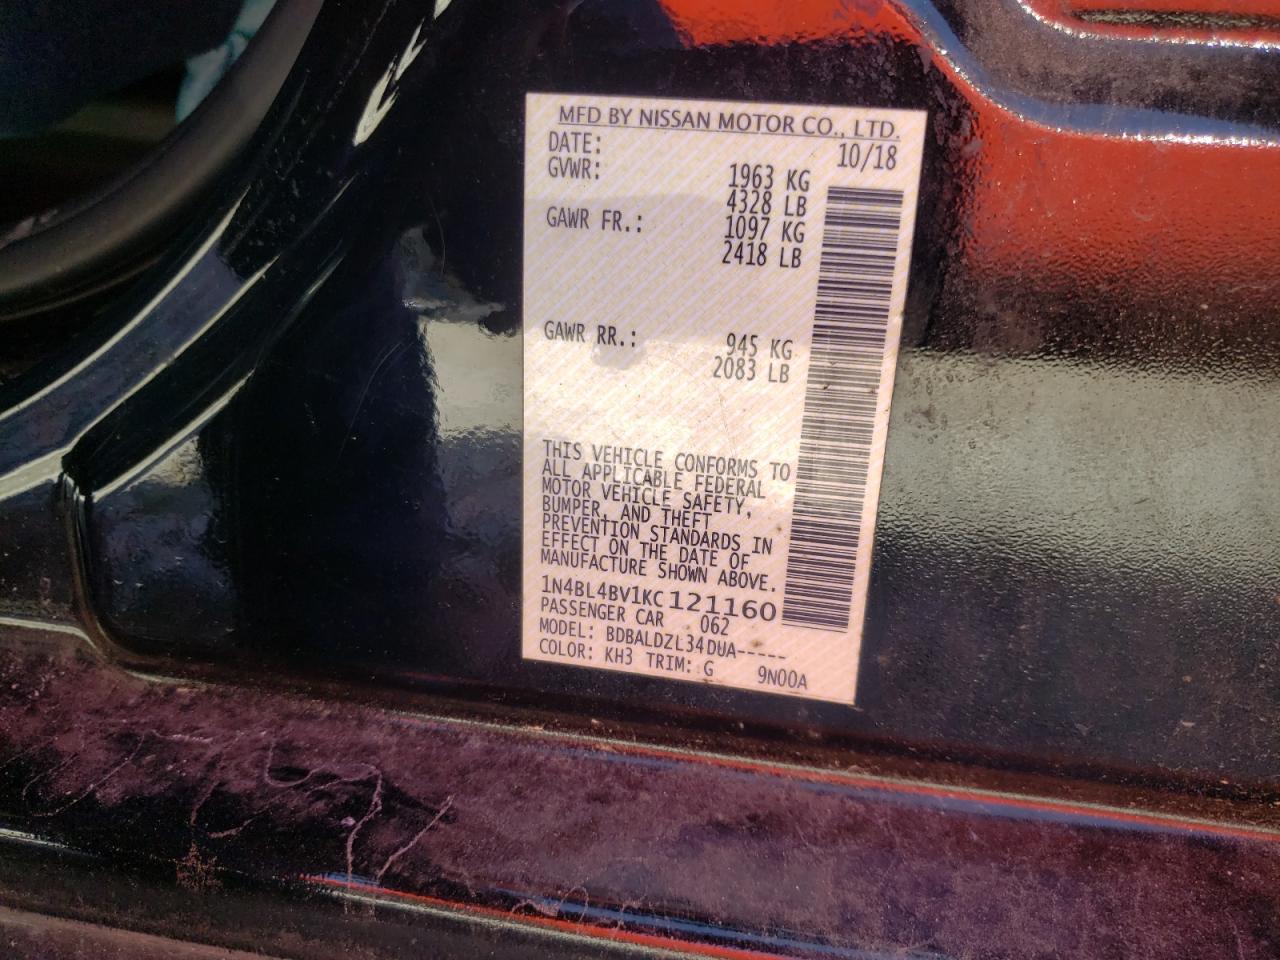 MFD BY NISSAN MOTOR CO., LTD.
DATE: 10/18
GVWR: 1963 KG
4328 LB
GAWR FR.: 1097 KG
2418 LB
GAWR RR.: 945 KG
2083 LB
THIS VEHICLE CONFORMS TO
ALL APPLICABLE FEDERAL
MOTOR VEHICLE SAFETY,
BUMPER, AND THEFT
PREVENTION STANDARDS IN
EFFECT ON THE DATE OF
MANUFACTURE SHOWN ABOVE.
1N4BL4BV1KC121160
PASSENGER CAR 062
MODEL: BDBALDZL34DUA-----
COLOR: KH3 TRIM: G 9N00A